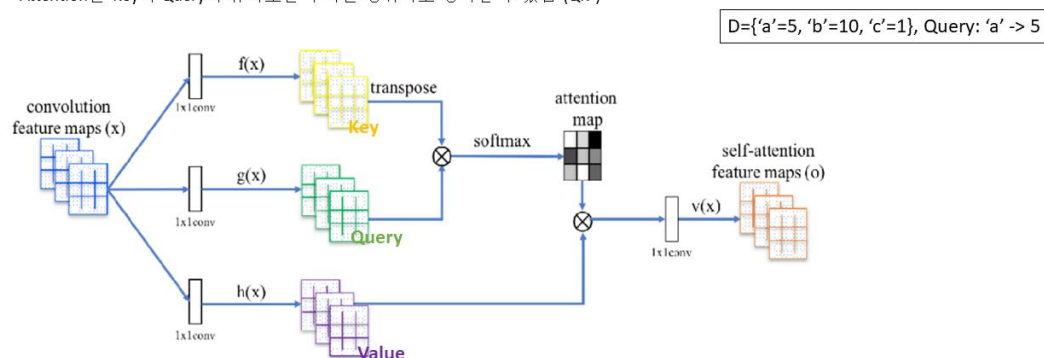 D={‘a’=5, ‘b’=10, ‘c’=1}, Query: ‘a’ -> 5
f(x)
1x1conv
transpose
Key
convolution
feature maps (x)
attention
map
softmax
self-attention
feature maps (o)
g(x)
1x1conv
Query
v(x)
1x1conv
h(x)
1x1conv
Value